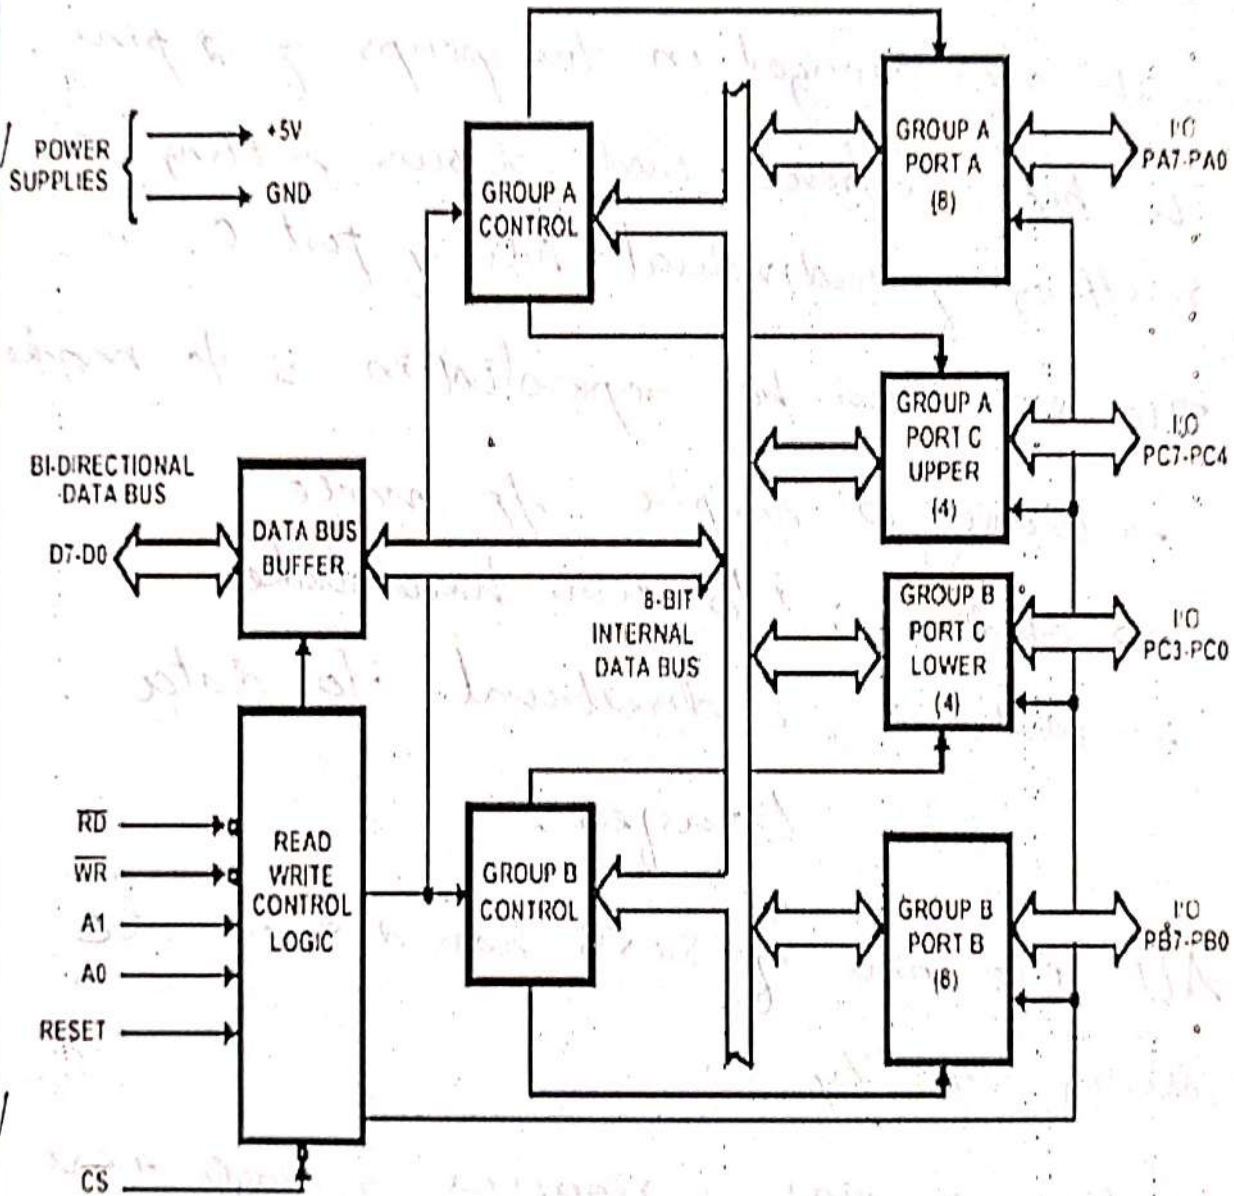 POWER
SUPPLIES
+5V
GND
GROUP A
CONTROL
GROUP A
PORT A
(8)
I/O
PA7-PA0
GROUP A
PORT C
UPPER
(4)
I/O
PC7-PC4
BI-DIRECTIONAL
DATA BUS
D7-D0
DATA BUS
BUFFER
8-BIT
INTERNAL
DATA BUS
GROUP B
PORT C
LOWER
(4)
I/O
PC3-PC0
RD
WR
A1
A0
RESET
CS
READ
WRITE
CONTROL
LOGIC
GROUP B
CONTROL
GROUP B
PORT B
(8)
I/O
PB7-PB0